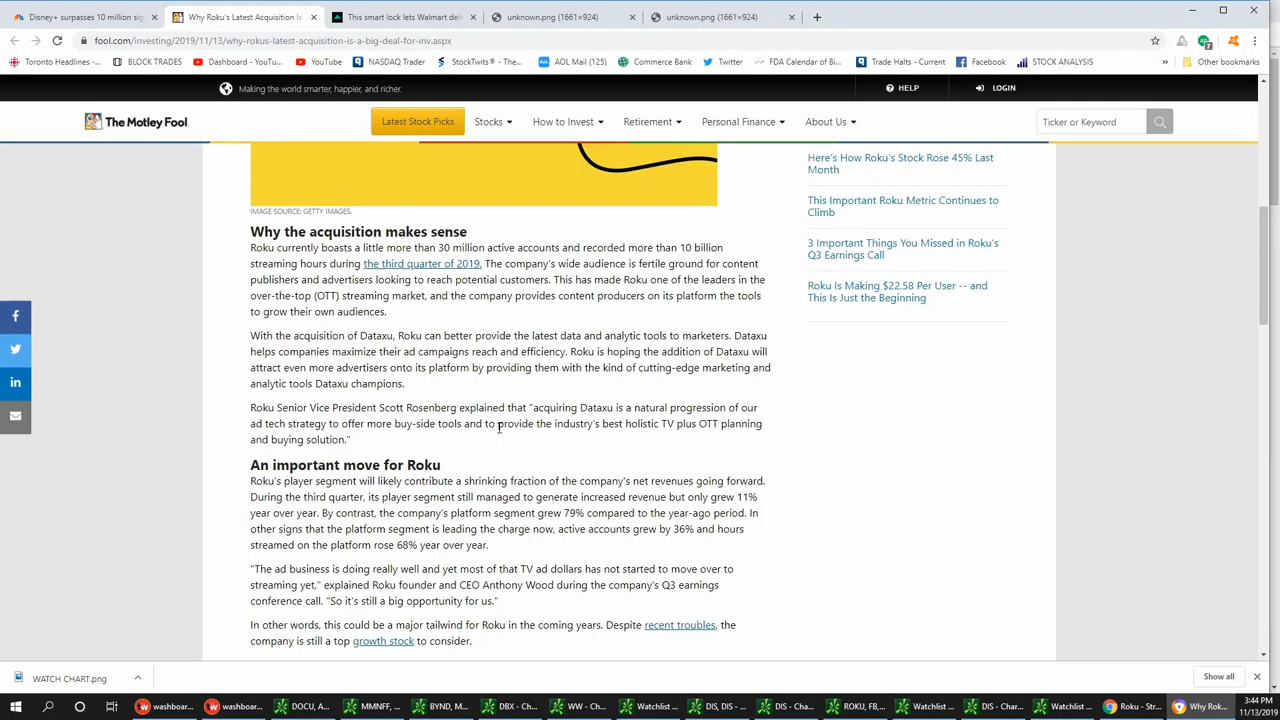 Disney+ surpasses 10 million sig
Why Roku's Latest Acquisition Is
This smart lock lets Walmart deli
unknown.png (1661×924)
unknown.png (1661×924)
fool.com/investing/2019/11/13/why-rokus-latest-acquisition-is-a-big-deal-for-inv.aspx
Toronto Headlines -...
BLOCK TRADES
Dashboard - YouTu...
YouTube
NASDAQ Trader
StockTwits® - The...
AOL Mail (125)
Commerce Bank
Twitter
FDA Calendar of Bi...
Trade Halts - Current
Facebook
STOCK ANALYSIS
»
Other bookmarks
Making the world smarter, happier, and richer.
HELP
LOGIN
The Motley Fool
Latest Stock Picks
Stocks
How to Invest
Retirement
Personal Finance
About Us
Ticker or Keyword
IMAGE SOURCE: GETTY IMAGES.
Why the acquisition makes sense
Roku currently boasts a little more than 30 million active accounts and recorded more than 10 billion
streaming hours during the third quarter of 2019. The company's wide audience is fertile ground for content
publishers and advertisers looking to reach potential customers. This has made Roku one of the leaders in the
over-the-top (OTT) streaming market, and the company provides content producers on its platform the tools
to grow their own audiences.
With the acquisition of Dataxu, Roku can better provide the latest data and analytic tools to marketers. Dataxu
helps companies maximize their ad campaigns reach and efficiency. Roku is hoping the addition of Dataxu will
attract even more advertisers onto its platform by providing them with the kind of cutting-edge marketing and
analytic tools Dataxu champions.
Roku Senior Vice President Scott Rosenberg explained that "acquiring Dataxu is a natural progression of our
ad tech strategy to offer more buy-side tools and to provide the industry's best holistic TV plus OTT planning
and buying solution."
An important move for Roku
Roku's player segment will likely contribute a shrinking fraction of the company's net revenues going forward.
During the third quarter, its player segment still managed to generate increased revenue but only grew 11%
year over year. By contrast, the company's platform segment grew 79% compared to the year-ago period. In
other signs that the platform segment is leading the charge now, active accounts grew by 36% and hours
streamed on the platform rose 68% year over year.
"The ad business is doing really well and yet most of that TV ad dollars has not started to move over to
streaming yet," explained Roku founder and CEO Anthony Wood during the company's Q3 earnings
conference call. "So it's still a big opportunity for us."
In other words, this could be a major tailwind for Roku in the coming years. Despite recent troubles, the
company is still a top growth stock to consider.
Here's How Roku's Stock Rose 45% Last
Month
This Important Roku Metric Continues to
Climb
3 Important Things You Missed in Roku's
Q3 Earnings Call
Roku Is Making $22.58 Per User -- and
This Is Just the Beginning
WATCH CHART.png
Show all
washboar...
washboar...
DOCU, A...
MMNFF, ...
BYND, M...
DBX - Ch...
WW - Ch...
Watchlist ...
DIS, DIS -...
DIS - Cha...
ROKU, FB,...
Watchlist ...
DIS - Char...
Watchlist...
Roku - Str...
Why Rok...
3:44 PM
11/13/2019